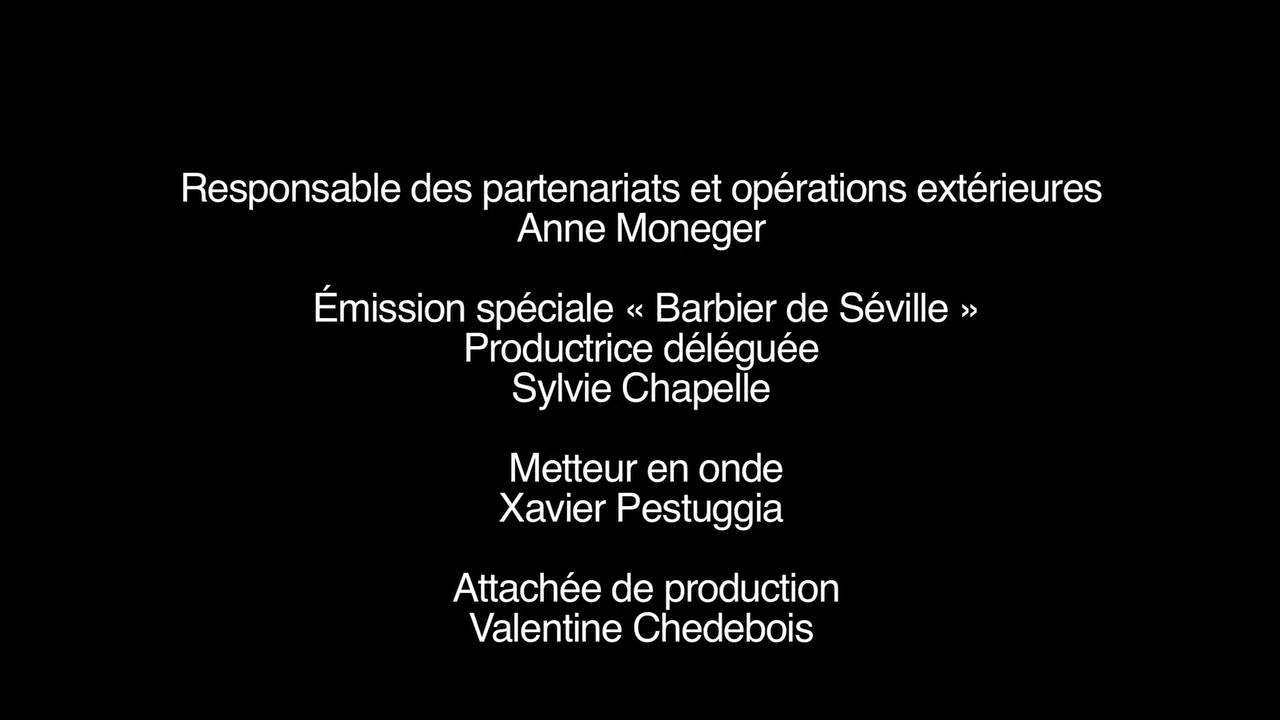 Responsable des partenariats et opérations extérieures
Anne Moneger
Émission spéciale « Barbier de Séville »
Productrice déléguée
Sylvie Chapelle
Metteur en onde
Xavier Pestuggia
Attachée de production
Valentine Chedebois